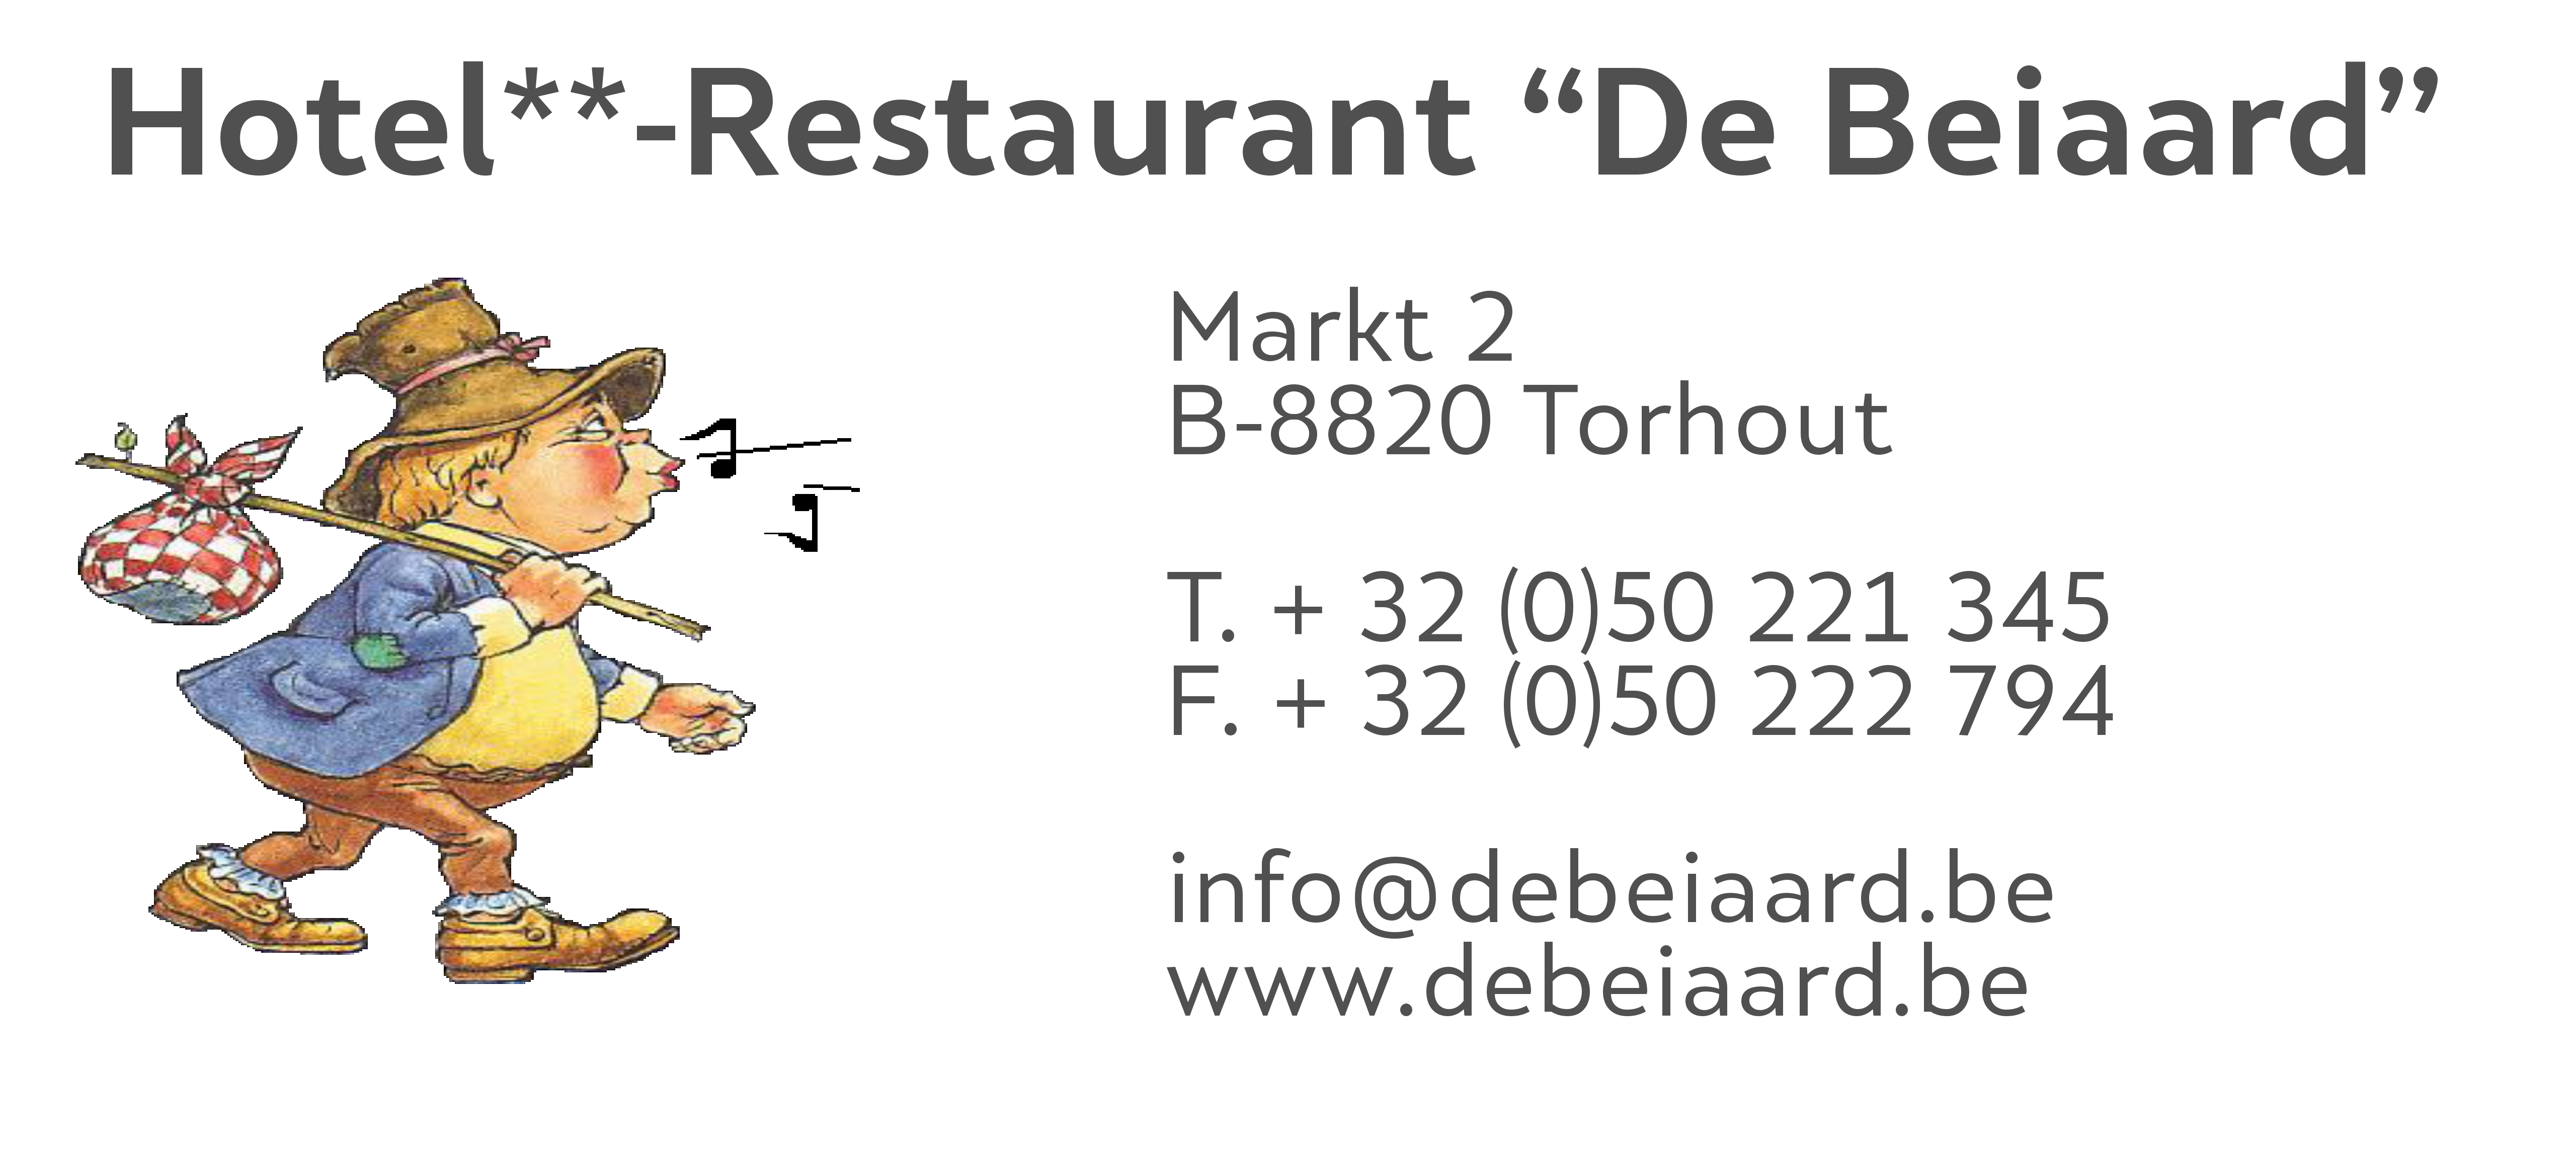 Hotel**-Restaurant “De Beiaard”
Markt 2
B-8820 Torhout
T. + 32 (0)50 221 345
F. + 32 (0)50 222 794
info@debeiaard.be
www.debeiaard.be